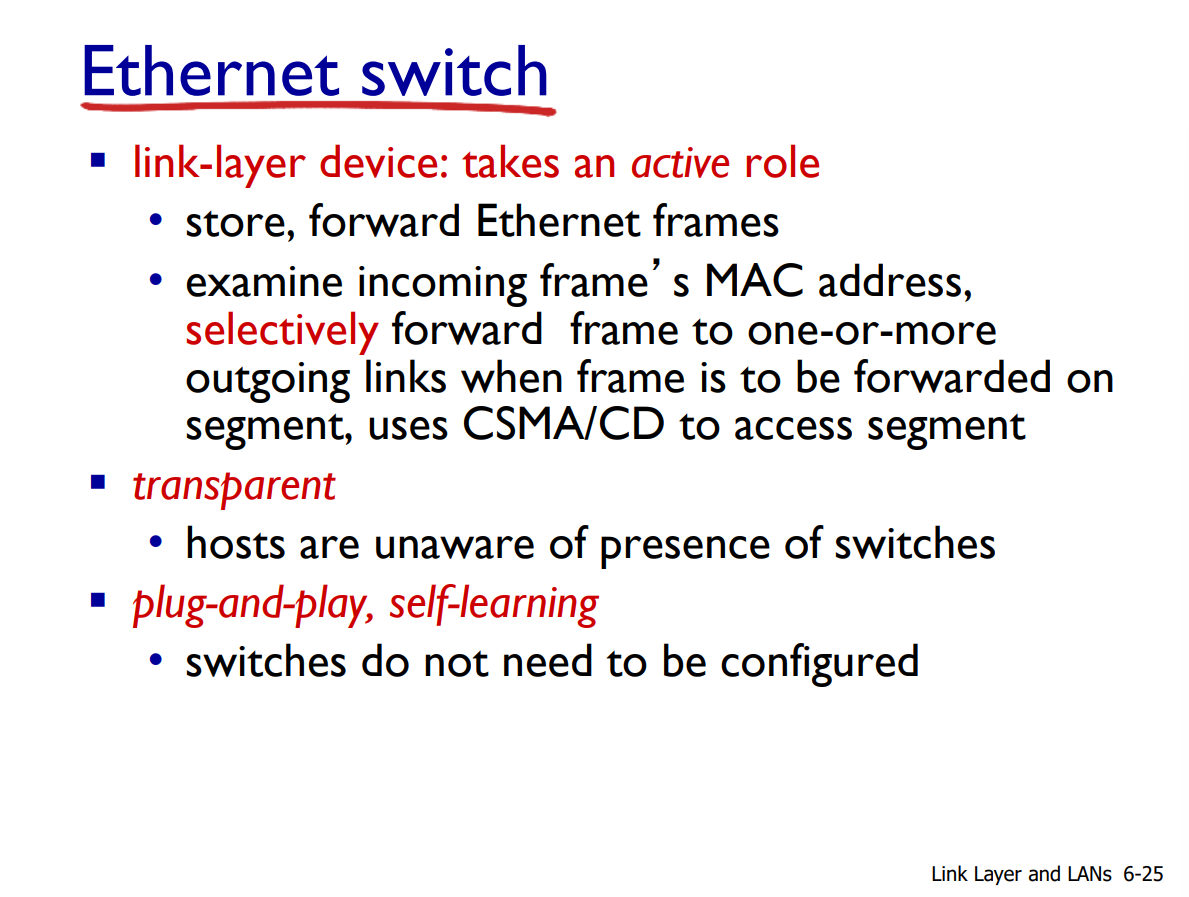 Ethernet switch
▪ link-layer device: takes an active role
• store, forward Ethernet frames
• examine incoming frame’s MAC address,
selectively forward  frame to one-or-more
outgoing links when frame is to be forwarded on
segment, uses CSMA/CD to access segment
▪ transparent
• hosts are unaware of presence of switches
▪ plug-and-play, self-learning
• switches do not need to be configured
Link Layer and LANs  6-25